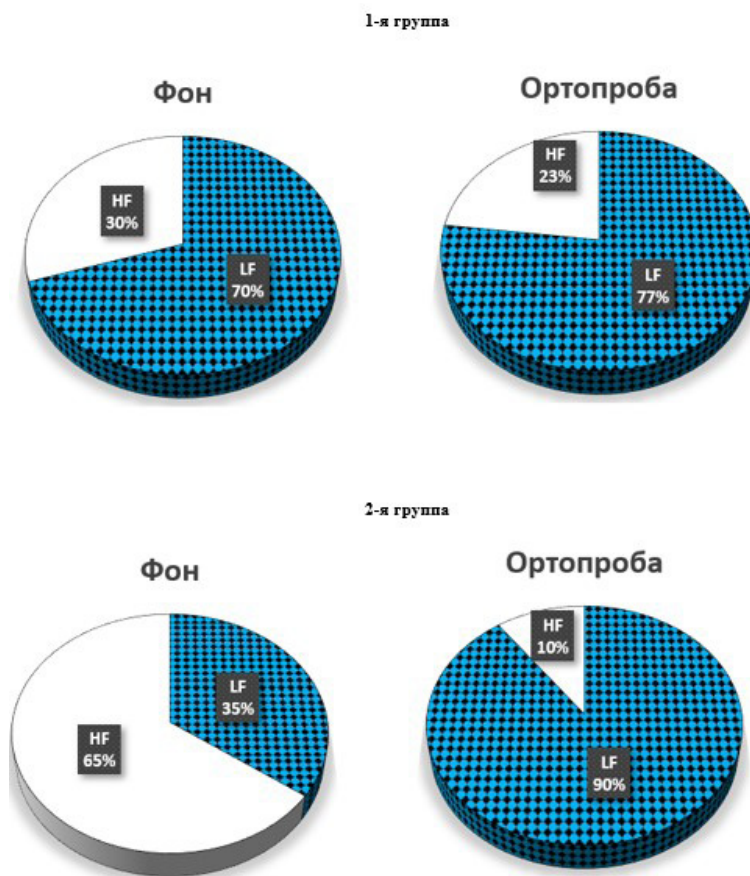 1-я группа
Фон
Ортопроба
HF
30%
LF
70%
HF
23%
LF
77%
2-я группа
Фон
Ортопроба
LF
35%
HF
65%
HF
10%
LF
90%